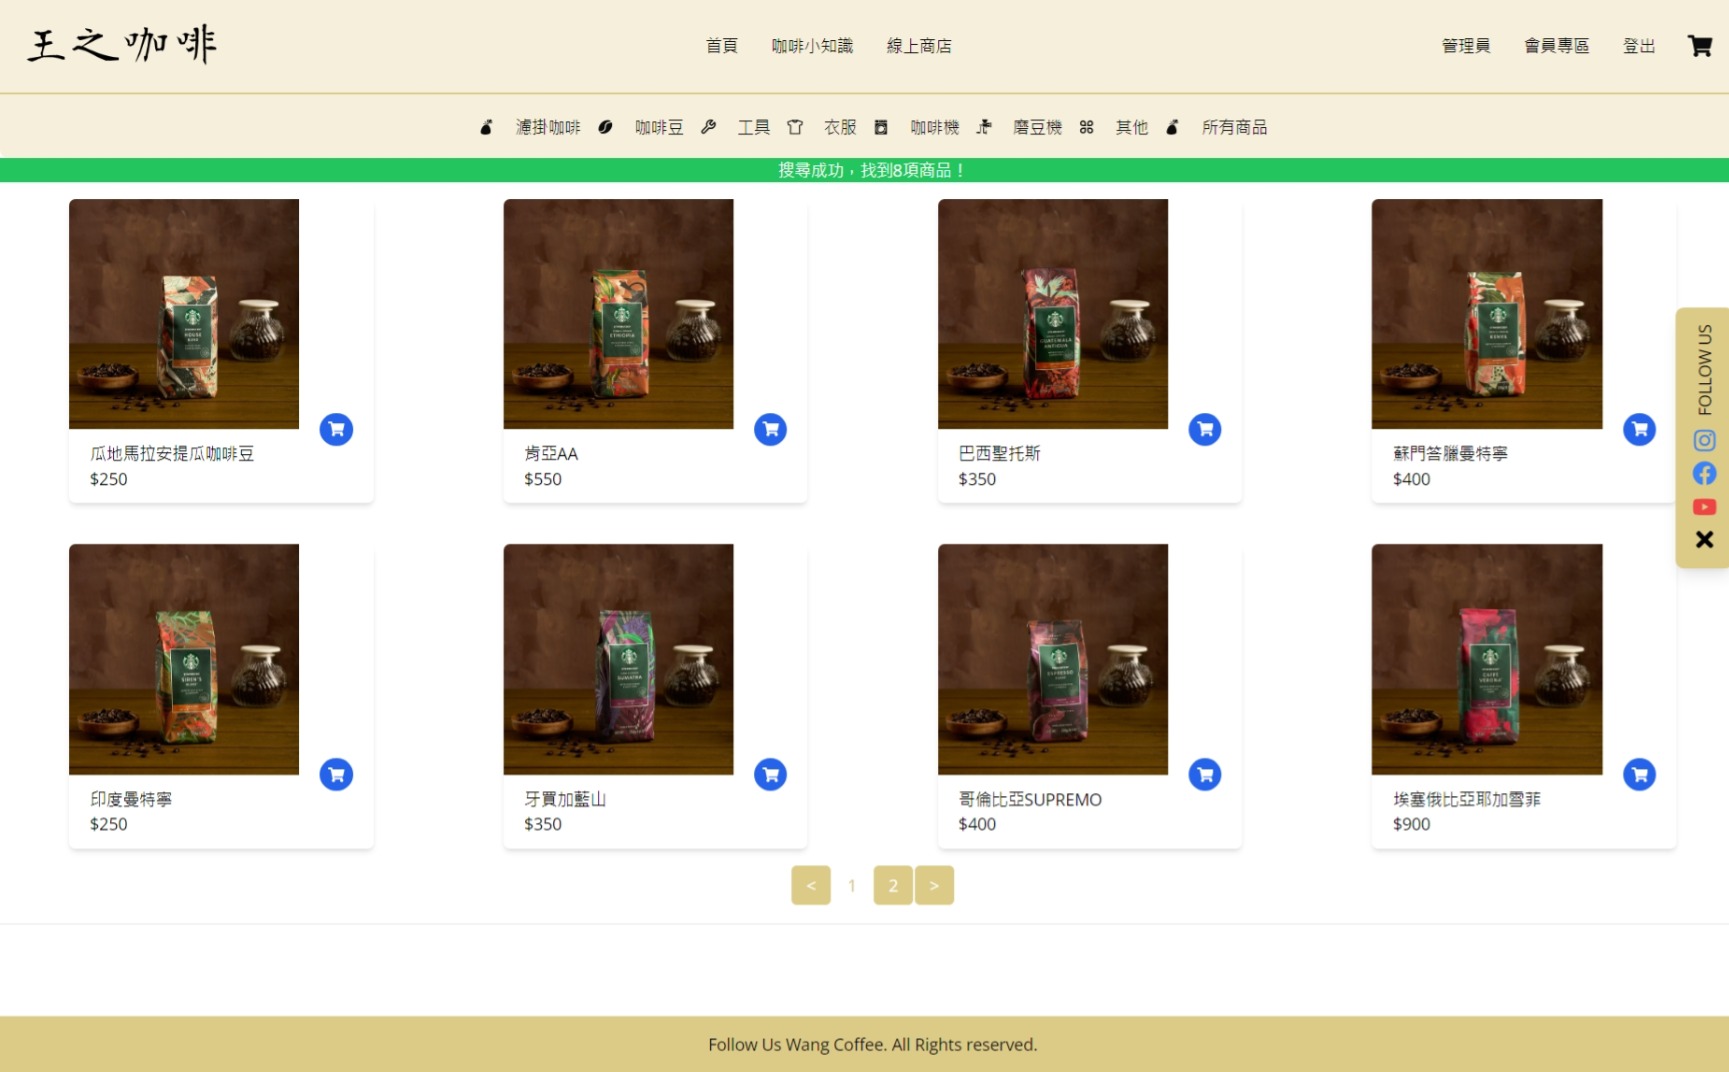 王之咖啡
首頁 咖啡小知識 線上商店
管理員 會員專區 登出
濾掛咖啡 咖啡豆 工具 衣服 咖啡機 磨豆機 其他 所有商品
搜尋成功，找到8項商品！
瓜地馬拉安提瓜咖啡豆
$250
肯亞AA
$550
巴西聖托斯
$350
蘇門答臘曼特寧
$400
FOLLOW US
印度曼特寧
$250
牙買加藍山
$350
哥倫比亞SUPREMO
$400
埃塞俄比亞耶加雪菲
$900
< 1 2 >
Follow Us Wang Coffee. All Rights reserved.